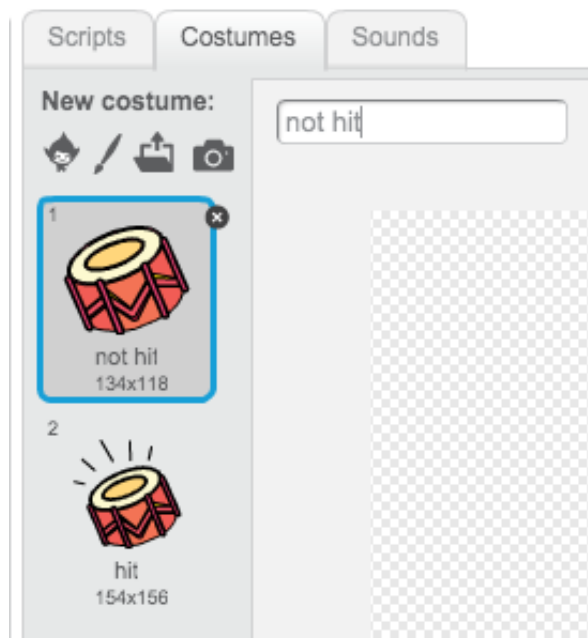 Scripts Costumes Sounds
New costume:
not hit
1
not hit
134x118
2
hit
154x156